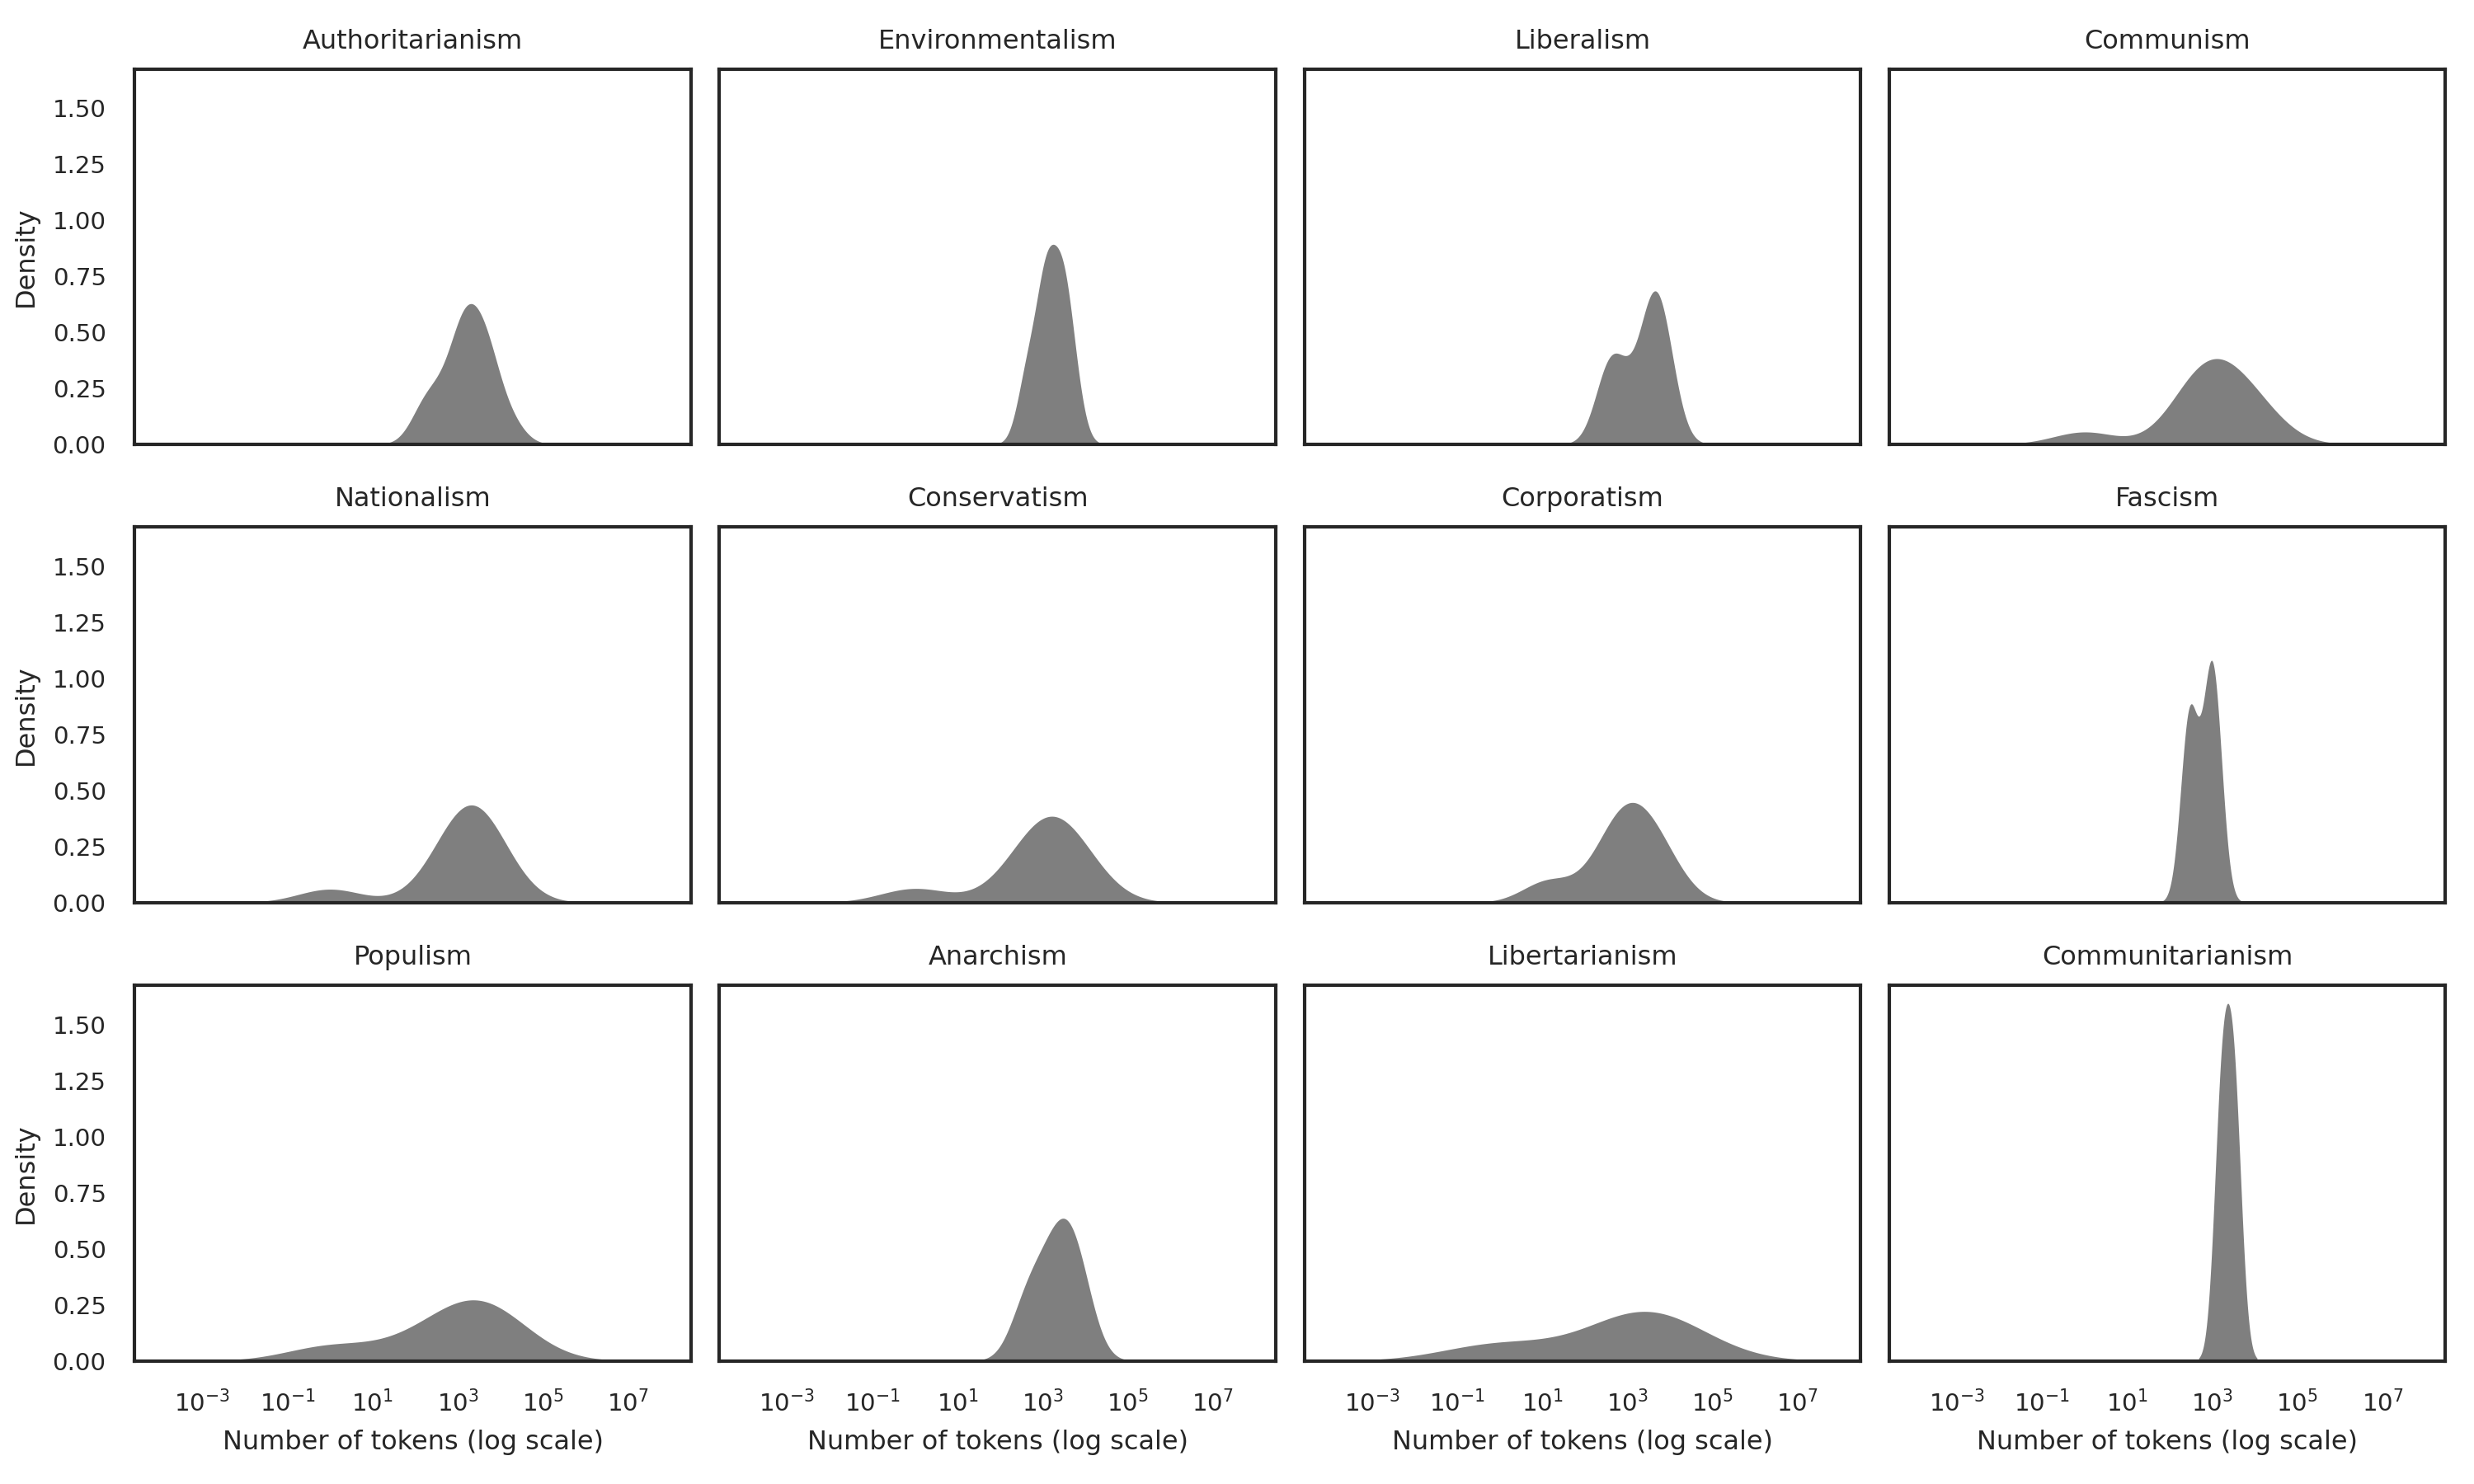 Authoritarianism
Environmentalism
Liberalism
Communism
Density
1.50
1.25
1.00
0.75
0.50
0.25
0.00
Nationalism
Conservatism
Corporatism
Fascism
Density
1.50
1.25
1.00
0.75
0.50
0.25
0.00
Populism
Anarchism
Libertarianism
Communitarianism
Density
1.50
1.25
1.00
0.75
0.50
0.25
0.00
10⁻³ 10⁻¹ 10¹ 10³ 10⁵ 10⁷
Number of tokens (log scale)
10⁻³ 10⁻¹ 10¹ 10³ 10⁵ 10⁷
Number of tokens (log scale)
10⁻³ 10⁻¹ 10¹ 10³ 10⁵ 10⁷
Number of tokens (log scale)
10⁻³ 10⁻¹ 10¹ 10³ 10⁵ 10⁷
Number of tokens (log scale)